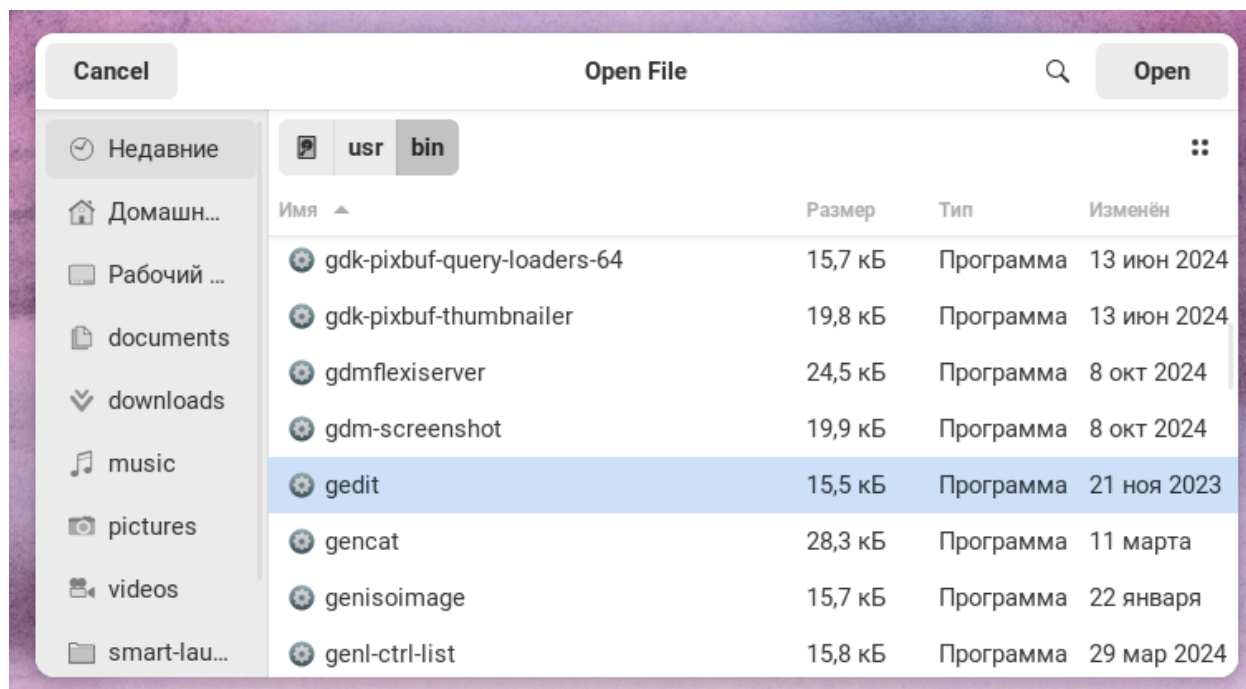 Cancel Open File Open
Недавние
Домашн...
Рабочий ...
documents
downloads
music
pictures
videos
smart-lau...
usr bin
Имя Размер Тип Изменён
gdk-pixbuf-query-loaders-64 15,7 кБ Программа 13 июн 2024
gdk-pixbuf-thumbnailer 19,8 кБ Программа 13 июн 2024
gdmflexiserver 24,5 кБ Программа 8 окт 2024
gdm-screenshot 19,9 кБ Программа 8 окт 2024
gedit 15,5 кБ Программа 21 ноя 2023
gencat 28,3 кБ Программа 11 марта
genisoimage 15,7 кБ Программа 22 января
genl-ctrl-list 15,8 кБ Программа 29 мар 2024